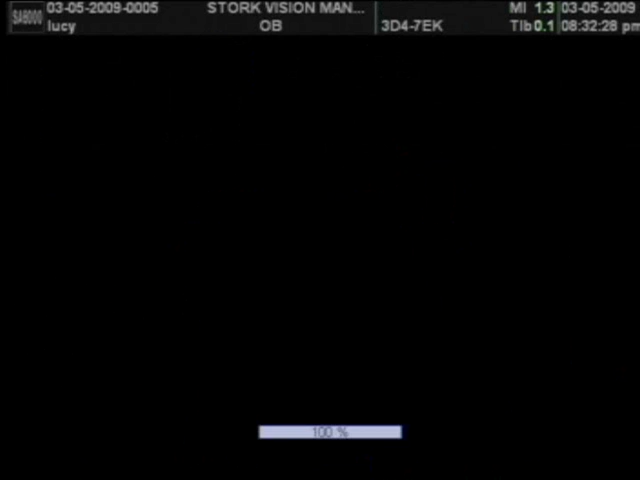 SA8000
03-05-2009-0005 STORK VISION MAN... MI 1.3 03-05-2009
lucy OB 3D4-7EK TIb 0.1 08:32:28 pm
100 %